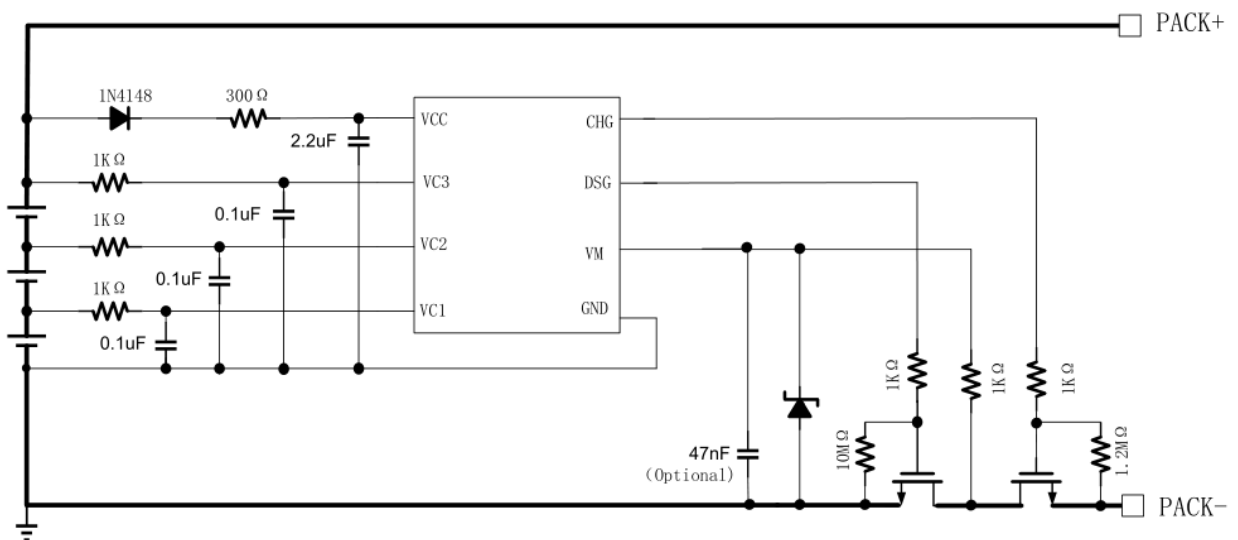 PACK+
1N4148
300Ω
VCC
CHG
2.2uF
1KΩ
VC3
DSG
0.1uF
1KΩ
VC2
VM
0.1uF
1KΩ
VC1
GND
0.1uF
1KΩ
1KΩ
1KΩ
10MΩ
1.2MΩ
47nF
(Optional)
PACK-